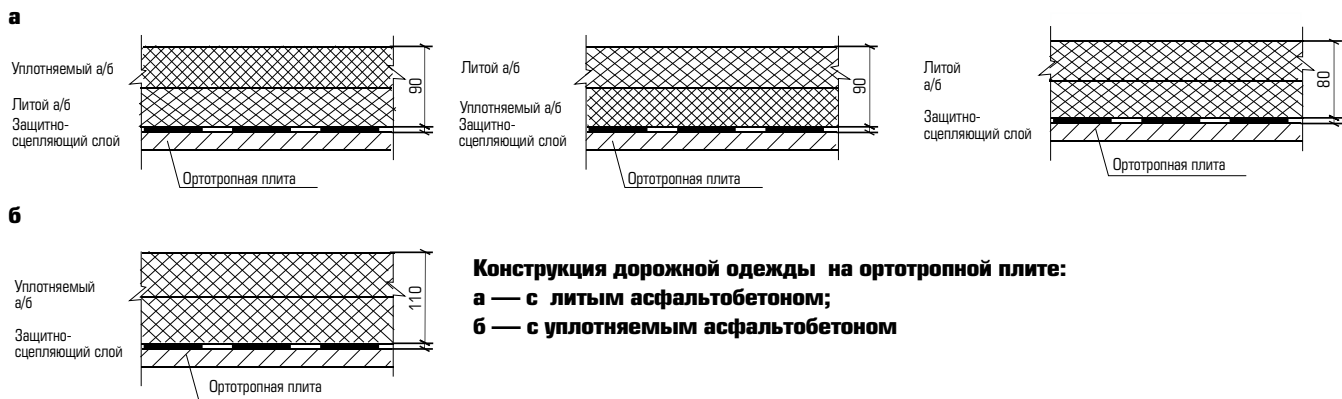 а
Уплотняемый а/б
Литой а/б
Защитно-
сцепляющий слой
90
Ортотропная плита
Литой а/б
Уплотняемый а/б
Защитно-
сцепляющий слой
90
Ортотропная плита
Литой
а/б
Защитно-
сцепляющий слой
80
Ортотропная плита
б
Уплотняемый
а/б
Защитно-
сцепляющий слой
110
Ортотропная плита
Конструкция дорожной одежды на ортотропной плите:
а — с литым асфальтобетоном;
б — с уплотняемым асфальтобетоном